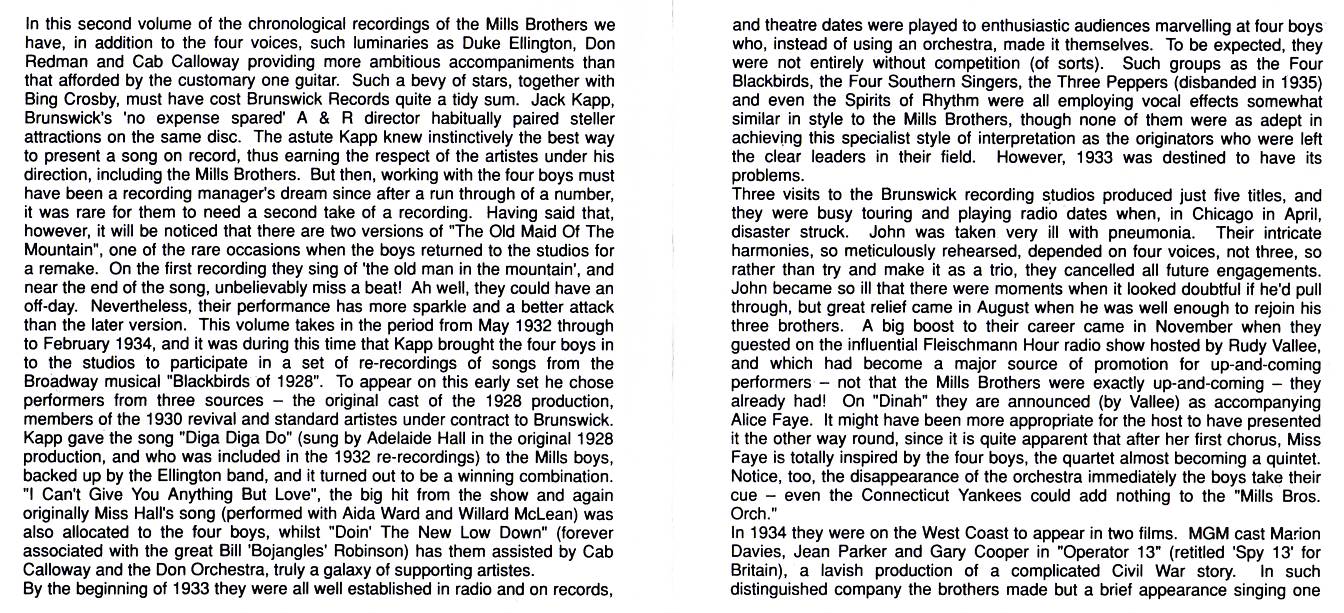 In this second volume of the chronological recordings of the Mills Brothers we
have, in addition to the four voices, such luminaries as Duke Ellington, Don
Redman and Cab Calloway providing more ambitious accompaniments than
that afforded by the customary one guitar. Such a bevy of stars, together with
Bing Crosby, must have cost Brunswick Records quite a tidy sum. Jack Kapp,
Brunswick's 'no expense spared' A & R director habitually paired steller
attractions on the same disc. The astute Kapp knew instinctively the best way
to present a song on record, thus earning the respect of the artistes under his
direction, including the Mills Brothers. But then, working with the four boys must
have been a recording manager's dream since after a run through of a number,
it was rare for them to need a second take of a recording. Having said that,
however, it will be noticed that there are two versions of "The Old Maid Of The
Mountain", one of the rare occasions when the boys returned to the studios for
a remake. On the first recording they sing of 'the old man in the mountain', and
near the end of the song, unbelievably miss a beat! Ah well, they could have an
off-day. Nevertheless, their performance has more sparkle and a better attack
than the later version. This volume takes in the period from May 1932 through
to February 1934, and it was during this time that Kapp brought the four boys in
to the studios to participate in a set of re-recordings of songs from the
Broadway musical "Blackbirds of 1928". To appear on this early set he chose
performers from three sources – the original cast of the 1928 production,
members of the 1930 revival and standard artistes under contract to Brunswick.
Kapp gave the song "Diga Diga Do" (sung by Adelaide Hall in the original 1928
production, and who was included in the 1932 re-recordings) to the Mills boys,
backed up by the Ellington band, and it turned out to be a winning combination.
"I Can't Give You Anything But Love", the big hit from the show and again
originally Miss Hall's song (performed with Aida Ward and Willard McLean) was
also allocated to the four boys, whilst "Doin' The New Low Down" (forever
associated with the great Bill 'Bojangles' Robinson) has them assisted by Cab
Calloway and the Don Orchestra, truly a galaxy of supporting artistes.
By the beginning of 1933 they were all well established in radio and on records,
and theatre dates were played to enthusiastic audiences marvelling at four boys
who, instead of using an orchestra, made it themselves. To be expected, they
were not entirely without competition (of sorts). Such groups as the Four
Blackbirds, the Four Southern Singers, the Three Peppers (disbanded in 1935)
and even the Spirits of Rhythm were all employing vocal effects somewhat
similar in style to the Mills Brothers, though none of them were as adept in
achieving this specialist style of interpretation as the originators who were left
the clear leaders in their field. However, 1933 was destined to have its
problems.
Three visits to the Brunswick recording studios produced just five titles, and
they were busy touring and playing radio dates when, in Chicago in April,
disaster struck. John was taken very ill with pneumonia. Their intricate
harmonies, so meticulously rehearsed, depended on four voices, not three, so
rather than try and make it as a trio, they cancelled all future engagements.
John became so ill that there were moments when it looked doubtful if he'd pull
through, but great relief came in August when he was well enough to rejoin his
three brothers. A big boost to their career came in November when they
guested on the influential Fleischmann Hour radio show hosted by Rudy Vallee,
and which had become a major source of promotion for up-and-coming
performers – not that the Mills Brothers were exactly up-and-coming – they
already had! On "Dinah" they are announced (by Vallee) as accompanying
Alice Faye. It might have been more appropriate for the host to have presented
it the other way round, since it is quite apparent that after her first chorus, Miss
Faye is totally inspired by the four boys, the quartet almost becoming a quintet.
Notice, too, the disappearance of the orchestra immediately the boys take their
cue – even the Connecticut Yankees could add nothing to the "Mills Bros.
Orch."
In 1934 they were on the West Coast to appear in two films. MGM cast Marion
Davies, Jean Parker and Gary Cooper in "Operator 13" (retitled 'Spy 13' for
Britain), a lavish production of a complicated Civil War story. In such
distinguished company the brothers made but a brief appearance singing one